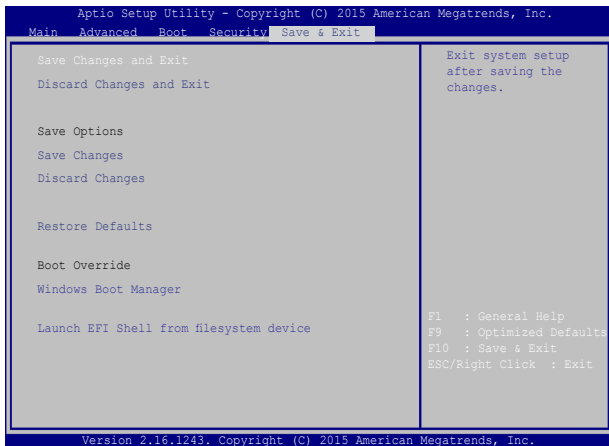 Aptio Setup Utility - Copyright (C) 2015 American Megatrends, Inc.
Main Advanced Boot Security Save & Exit
Save Changes and Exit
Discard Changes and Exit
Save Options
Save Changes
Discard Changes
Restore Defaults
Boot Override
Windows Boot Manager
Launch EFI Shell from filesystem device
Exit system setup
after saving the
changes.
F1 : General Help
F9 : Optimized Defaults
F10 : Save & Exit
ESC/Right Click : Exit
Version 2.16.1243. Copyright (C) 2015 American Megatrends, Inc.